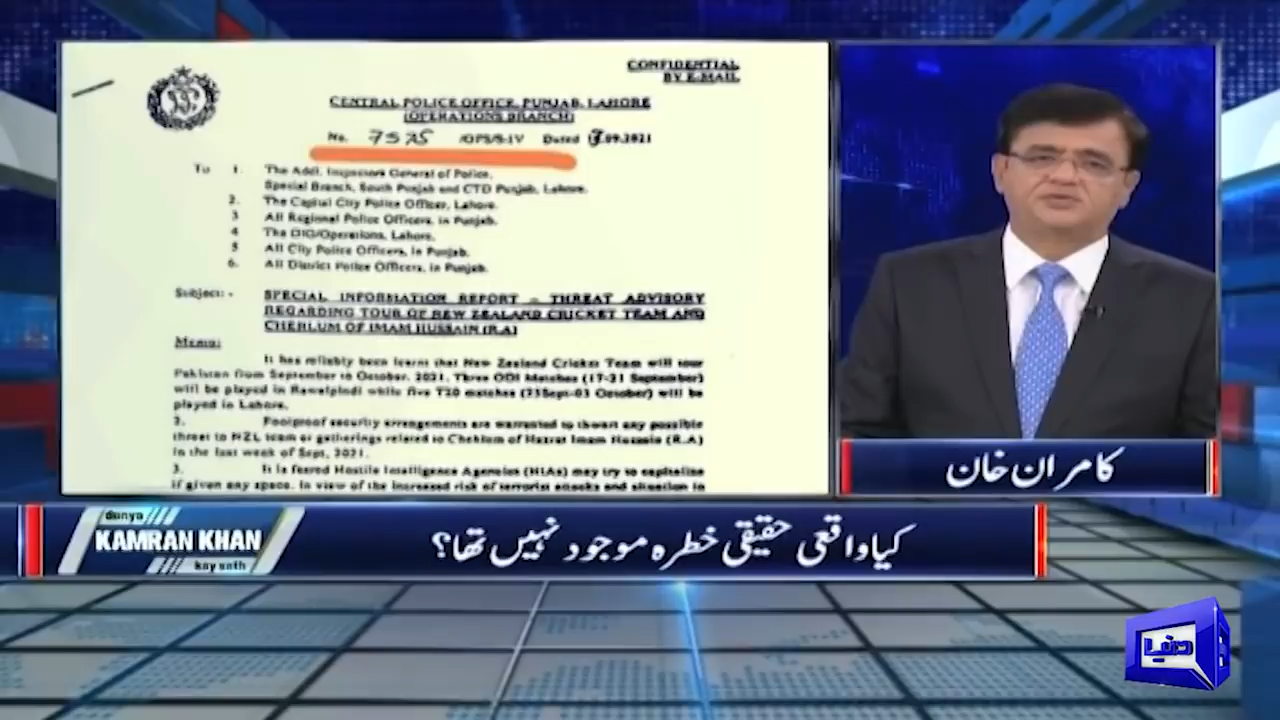 CONFIDENTIAL
BY E-MAIL
CENTRAL POLICE OFFICE, PUNJAB, LAHORE
(OPERATIONS BRANCH)
No. 7575 /OPS/S-IV Dated .09.2021
To 1. The Addl. Inspectors General of Police,
Special Branch, South Punjab and CTD Punjab, Lahore.
2. The Capital City Police Officer, Lahore.
3 All Regional Police Officers, in Punjab.
4 The DIG/Operations, Lahore.
5 All City Police Officers, in Punjab.
6. All District Police Officers, in Punjab.
Subject:- SPECIAL INFORMATION REPORT – THREAT ADVISORY
REGARDING TOUR OF NEW ZEALAND CRICKET TEAM AND
CHEHLUM OF IMAM HUSSAIN (R.A)
Memo:
It has reliably been learnt that New Zealand Cricket Team will tour
Pakistan from September to October, 2021. Three ODI Matches (17-21 September)
will be played in Rawalpindi while five T20 matches (25Sept-03 October) will be
played in Lahore.
2. Foolproof security arrangements are warranted to thwart any possible
threat to NZL team or gatherings related to Chehlum of Hazrat Imam Hussain (R.A)
in the last week of Sept, 2021.
3. It is feared Hostile Intelligence Agencies (HIAs) may try to capitalize
if given any space. In view of the increased risk of terrorist attacks and situation in
کامران خان
dunya
KAMRAN KHAN
kay sath
کیا واقعی حقیقی خطرہ موجود نہیں تھا؟
دنیا